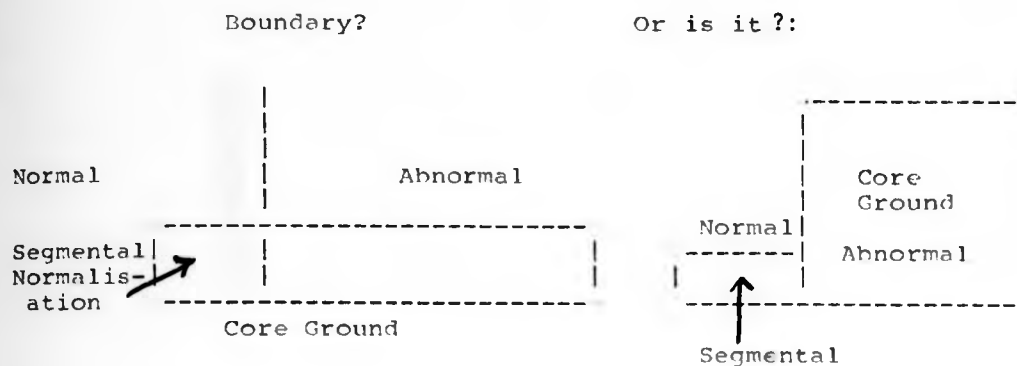 Boundary?
Or is it ?:
Normal
Abnormal
Core
Ground
Normal
Abnormal
Segmental
Normalis-
ation
Core Ground
Segmental